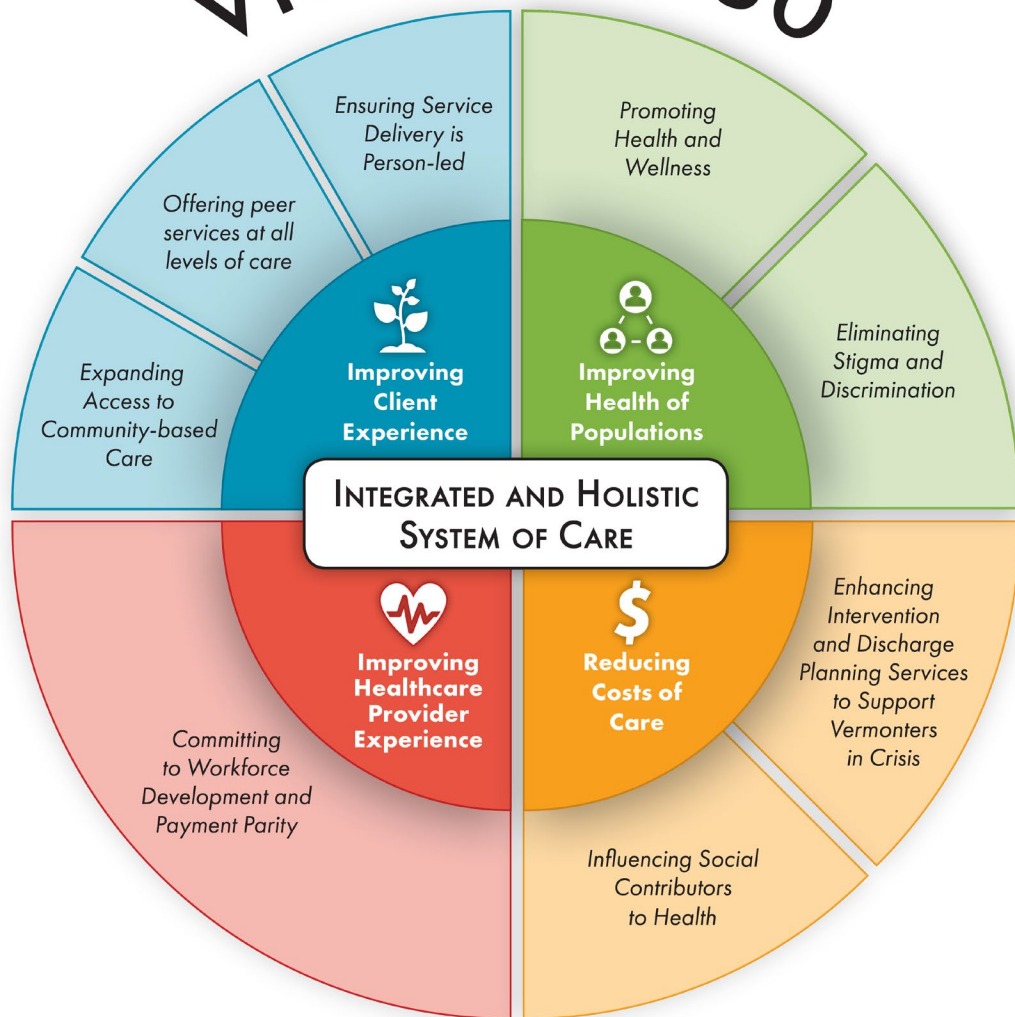 Ensuring Service
Delivery is
Person-led
Offering peer
services at all
levels of care
Expanding
Access to
Community-based
Care
Improving
Client
Experience
Promoting
Health and
Wellness
Eliminating
Stigma and
Discrimination
Improving
Health of
Populations
INTEGRATED AND HOLISTIC
SYSTEM OF CARE
Improving
Healthcare
Provider
Experience
Committing
to Workforce
Development and
Payment Parity
$
Reducing
Costs of
Care
Enhancing
Intervention
and Discharge
Planning Services
to Support
Vermonters
in Crisis
Influencing Social
Contributors
to Health